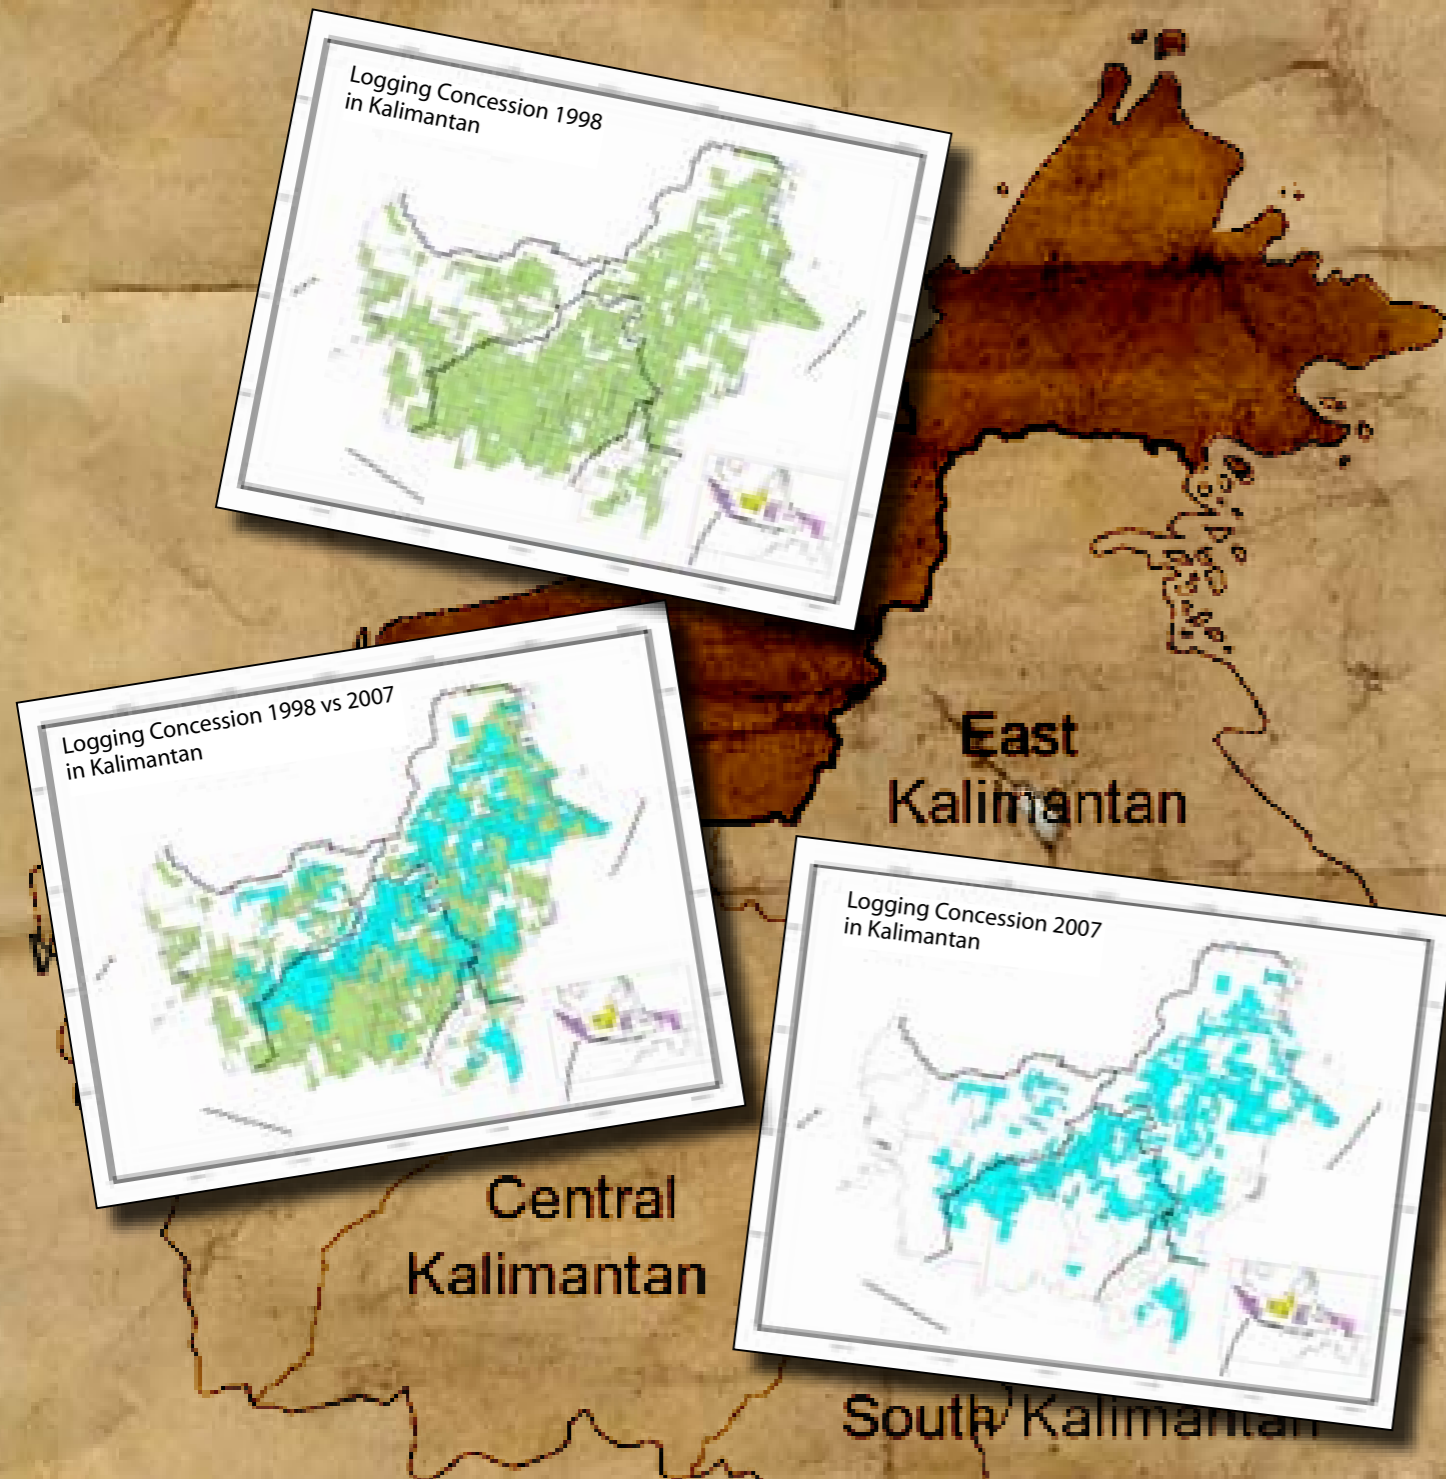 Logging Concession 1998
in Kalimantan
Logging Concession 1998 vs 2007
in Kalimantan
East
Kalimantan
Logging Concession 2007
in Kalimantan
Central
Kalimantan
South Kalimantan